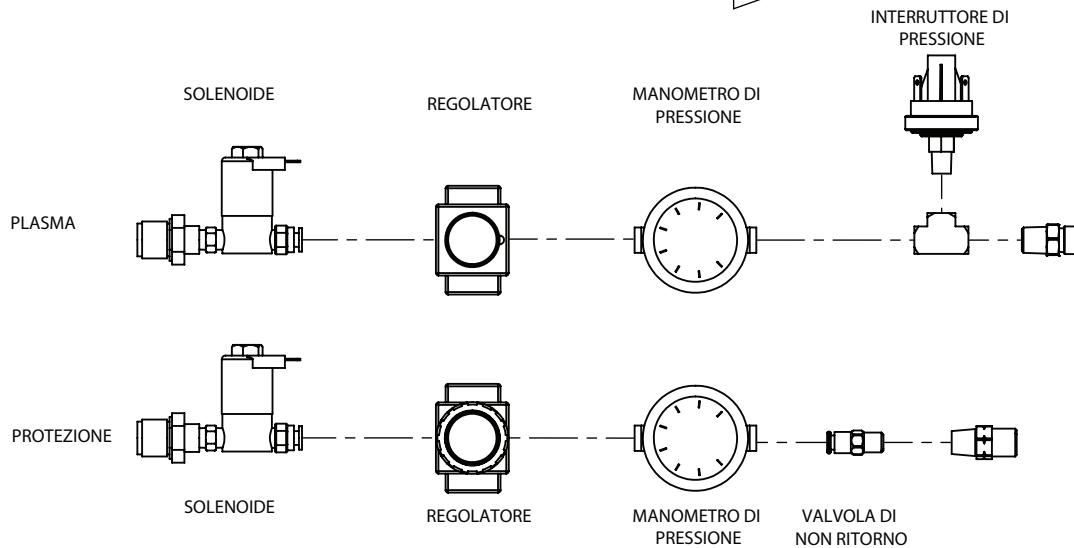 INTERRUTTORE DI
PRESSIONE
SOLENOIDE
REGOLATORE
MANOMETRO DI
PRESSIONE
PLASMA
PROTEZIONE
SOLENOIDE
REGOLATORE
MANOMETRO DI
PRESSIONE
VALVOLA DI
NON RITORNO